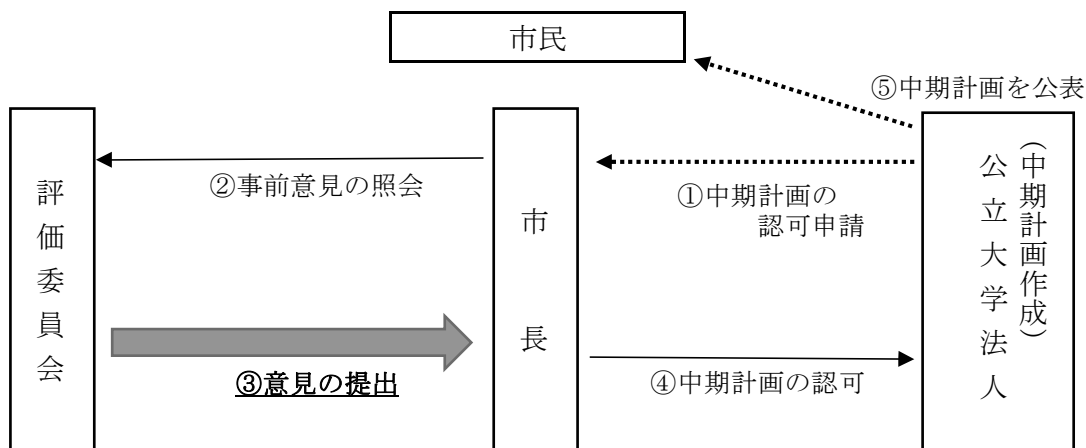 市民
⑤中期計画を公表
評価委員会
②事前意見の照会
市長
①中期計画の
認可申請
公立大学法人
(中期計画作成)
③意見の提出
④中期計画の認可